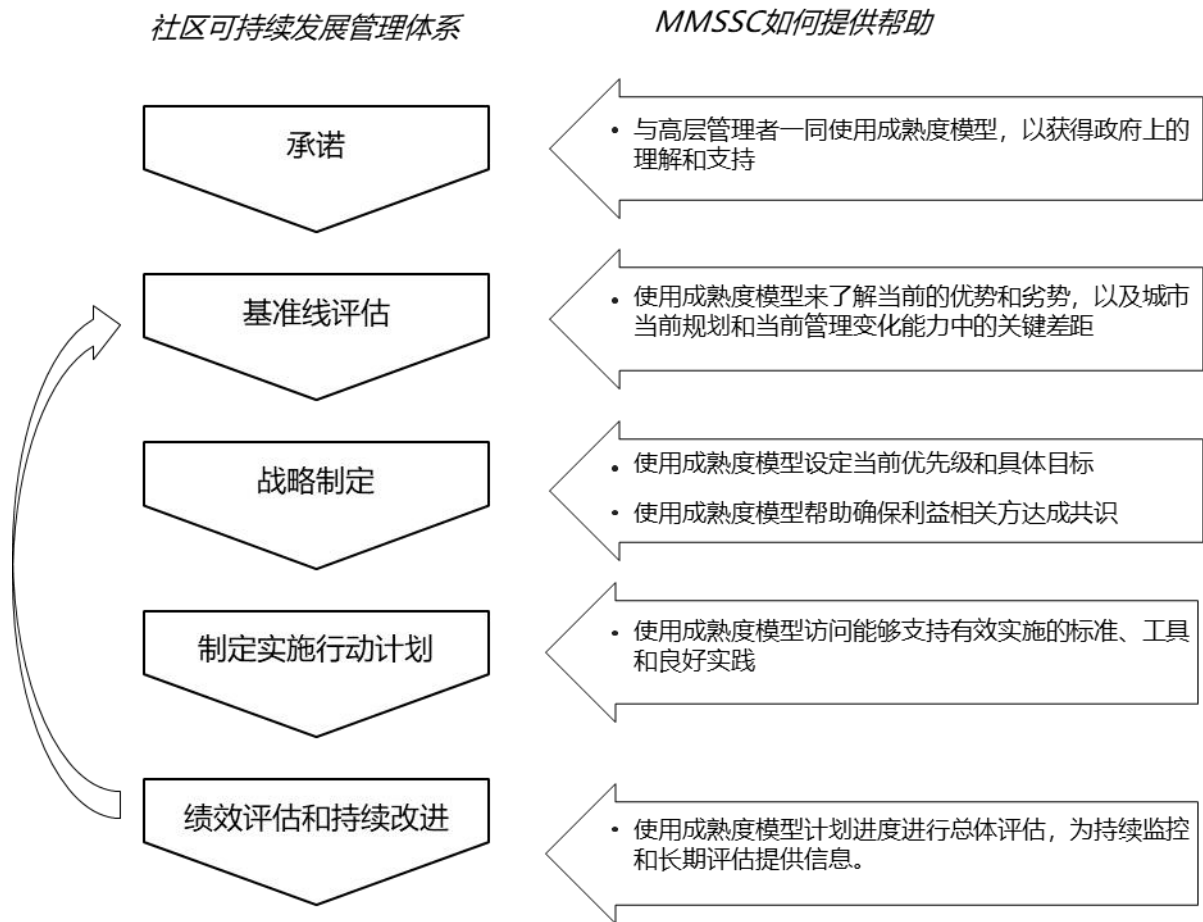 社区可持续发展管理体系
MMSSC如何提供帮助
承诺
• 与高层管理者一同使用成熟度模型，以获得政府上的
理解和支持
基准线评估
• 使用成熟度模型来了解当前的优势和劣势，以及城市
当前规划和当前管理变化能力中的关键差距
战略制定
• 使用成熟度模型设定当前优先级和具体目标
• 使用成熟度模型帮助确保利益相关方达成共识
制定实施行动计划
• 使用成熟度模型访问能够支持有效实施的标准、工具
和良好实践
绩效评估和持续改进
• 使用成熟度模型计划进度进行总体评估，为持续监控
和长期评估提供信息。